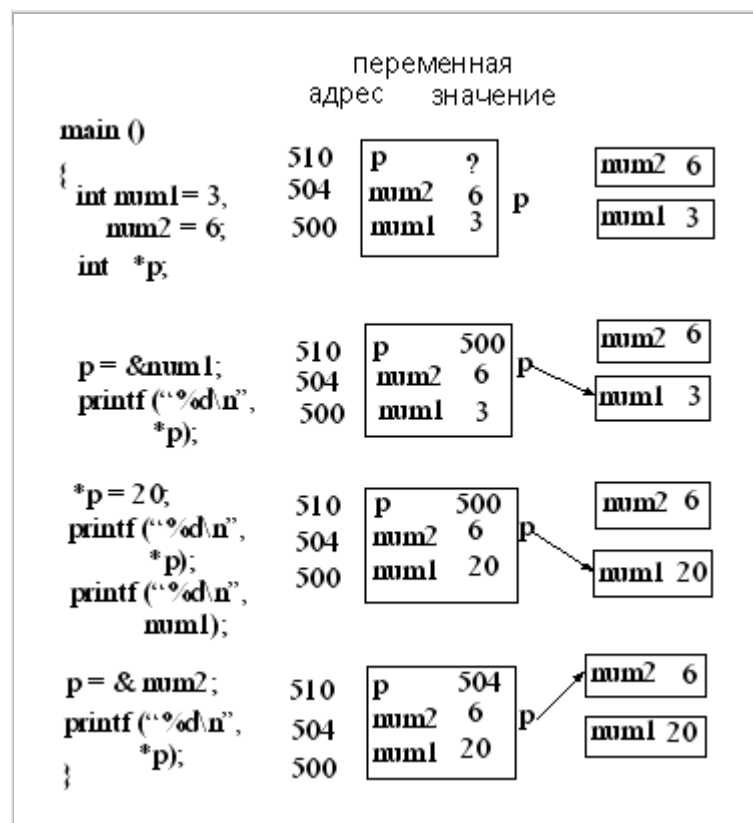 переменная
адрес значение
main ()
{
int num1= 3,
num2 = 6;
int *p;
510 p ?
504 num2 6
500 num1 3
p
num2 6
num1 3
p = &num1;
printf (“%d\n”,
*p);
510 p 500
504 num2 6
500 num1 3
p
num2 6
num1 3
*p = 20;
printf (“%d\n”,
*p);
printf (“%d\n”,
num1);
510 p 500
504 num2 6
500 num1 20
p
num2 6
num1 20
p = & num2;
printf (“%d\n”,
*p);
}
510 p 504
504 num2 6
500 num1 20
p
num2 6
num1 20